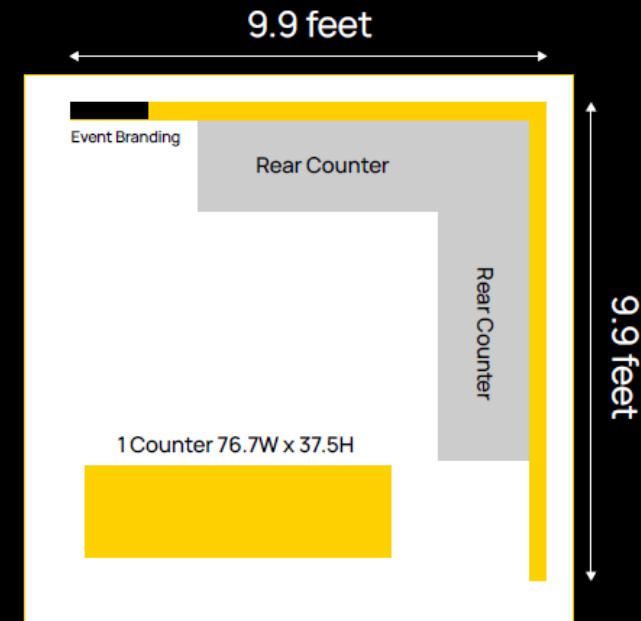 9.9 feet
Event Branding
Rear Counter
Rear Counter
9.9 feet
1 Counter 76.7W x 37.5H